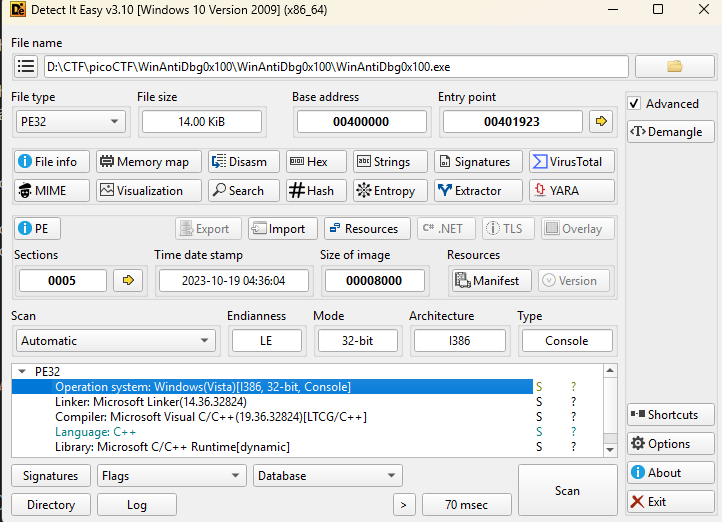 Detect It Easy v3.10 [Windows 10 Version 2009] (x86_64)
File name
D:\CTF\picoCTF\WinAntiDbg0x100\WinAntiDbg0x100\WinAntiDbg0x100.exe
File type File size Base address Entry point
PE32 14.00 KiB 00400000 00401923
Advanced
Demangle
File info Memory map Disasm Hex Strings Signatures VirusTotal
MIME Visualization Search Hash Entropy Extractor YARA
PE Export Import Resources C# .NET TLS Overlay
Sections Time date stamp Size of image Resources
0005 2023-10-19 04:36:04 00008000 Manifest Version
Scan Endianness Mode Architecture Type
Automatic LE 32-bit I386 Console
PE32
Operation system: Windows(Vista)[I386, 32-bit, Console] S ?
Linker: Microsoft Linker(14.36.32824) S ?
Compiler: Microsoft Visual C/C++(19.36.32824)[LTCG/C++] S ?
Language: C++ S ?
Library: Microsoft C/C++ Runtime[dynamic] S ?
Shortcuts
Options
About
Exit
Signatures Flags Database Scan
Directory Log > 70 msec